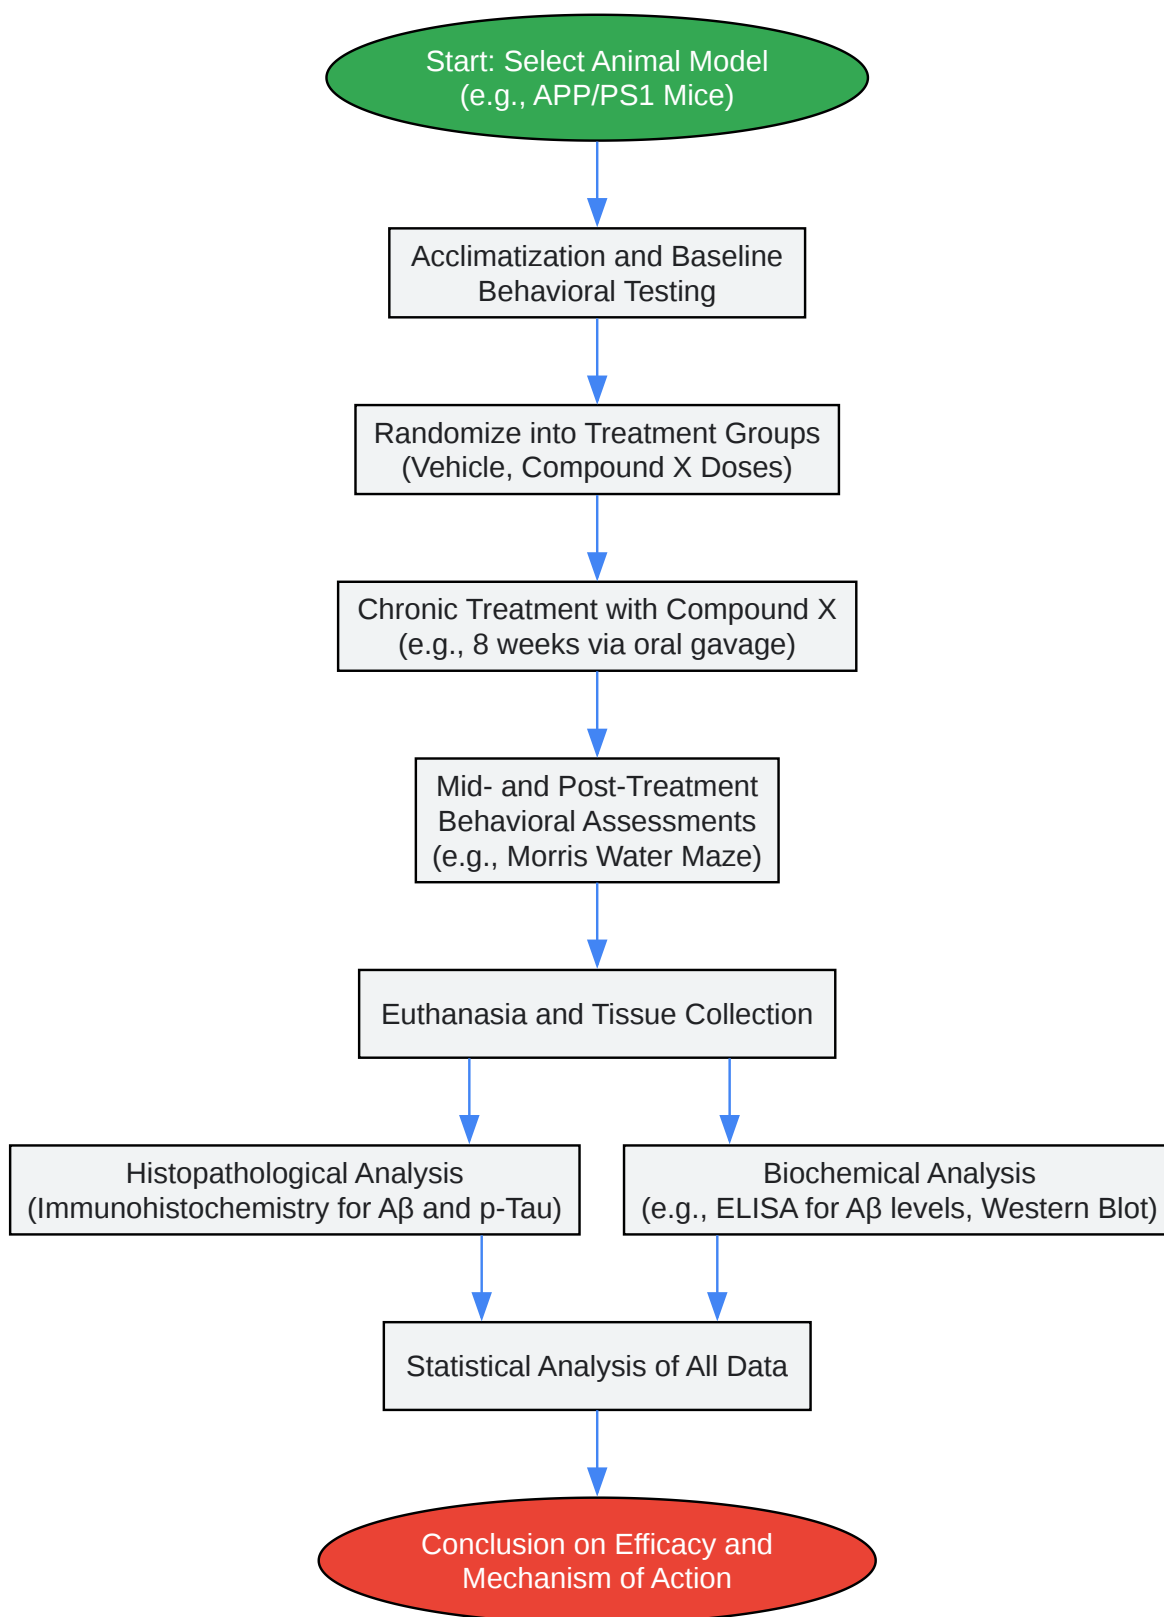 Start: Select Animal Model
(e.g., APP/PS1 Mice)
Acclimatization and Baseline
Behavioral Testing
Randomize into Treatment Groups
(Vehicle, Compound X Doses)
Chronic Treatment with Compound X
(e.g., 8 weeks via oral gavage)
Mid- and Post-Treatment
Behavioral Assessments
(e.g., Morris Water Maze)
Euthanasia and Tissue Collection
Histopathological Analysis
(Immunohistochemistry for Aβ and p-Tau)
Biochemical Analysis
(e.g., ELISA for Aβ levels, Western Blot)
Statistical Analysis of All Data
Conclusion on Efficacy and
Mechanism of Action